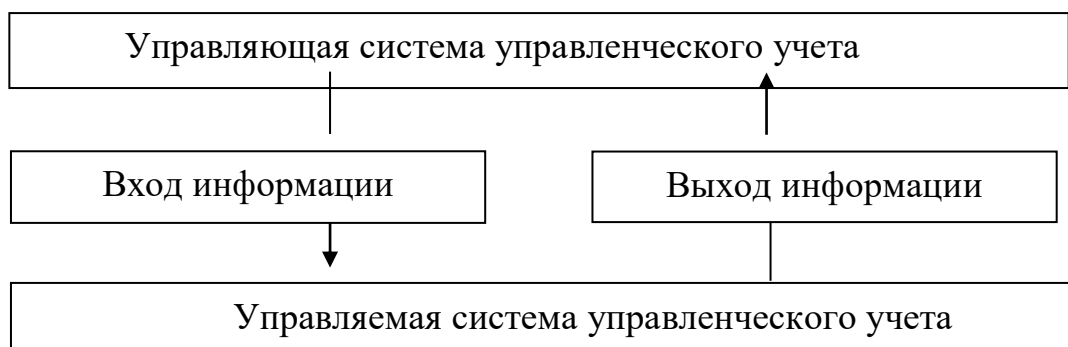 Управляющая система управленческого учета
Вход информации
Выход информации
Управляемая система управленческого учета